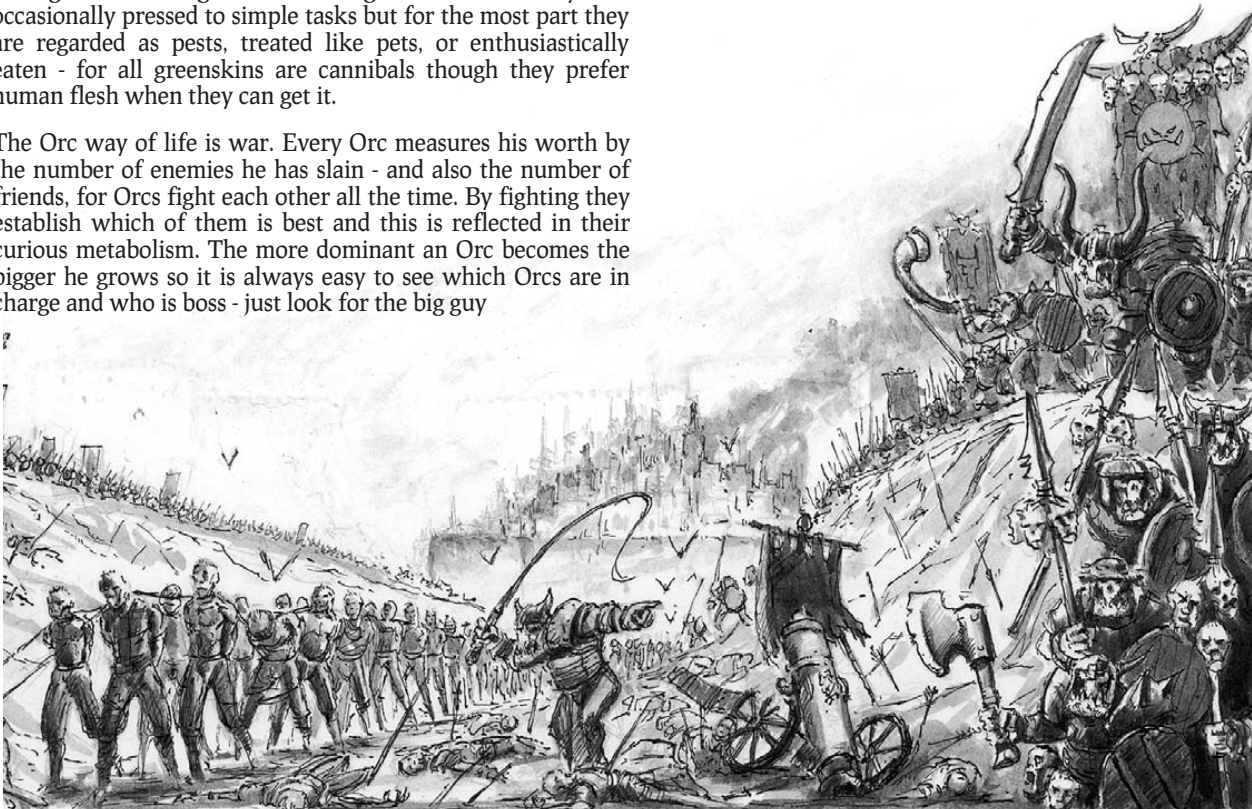 occasionally pressed to simple tasks but for the most part they
are regarded as pests, treated like pets, or enthusiastically
eaten - for all greenskins are cannibals though they prefer
human flesh when they can get it.
The Orc way of life is war. Every Orc measures his worth by
the number of enemies he has slain - and also the number of
friends, for Orcs fight each other all the time. By fighting they
establish which of them is best and this is reflected in their
curious metabolism. The more dominant an Orc becomes the
bigger he grows so it is always easy to see which Orcs are in
charge and who is boss - just look for the big guy